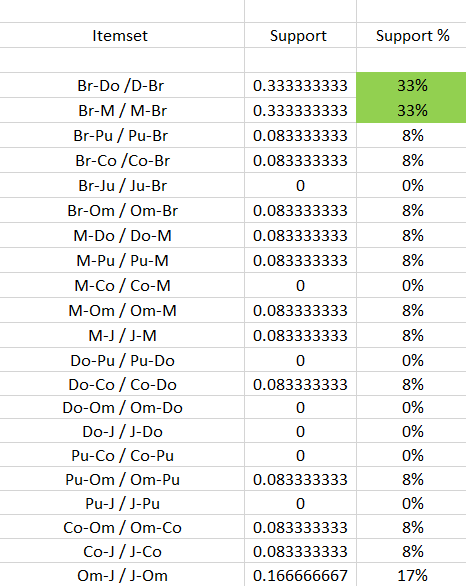 Itemset Support Support %
Br-Do /D-Br 0.333333333 33%
Br-M / M-Br 0.333333333 33%
Br-Pu / Pu-Br 0.083333333 8%
Br-Co /Co-Br 0.083333333 8%
Br-Ju / Ju-Br 0 0%
Br-Om / Om-Br 0.083333333 8%
M-Do / Do-M 0.083333333 8%
M-Pu / Pu-M 0.083333333 8%
M-Co / Co-M 0 0%
M-Om / Om-M 0.083333333 8%
M-J / J-M 0.083333333 8%
Do-Pu / Pu-Do 0 0%
Do-Co / Co-Do 0.083333333 8%
Do-Om / Om-Do 0 0%
Do-J / J-Do 0 0%
Pu-Co / Co-Pu 0 0%
Pu-Om / Om-Pu 0.083333333 8%
Pu-J / J-Pu 0 0%
Co-Om / Om-Co 0.083333333 8%
Co-J / J-Co 0.083333333 8%
Om-J / J-Om 0.166666667 17%